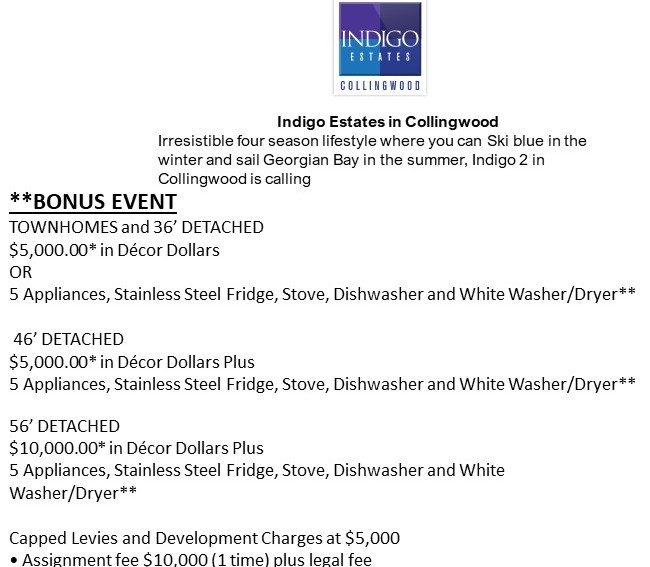 INDIGO
ESTATES
COLLINGWOOD
Indigo Estates in Collingwood
Irresistible four season lifestyle where you can Ski blue in the
winter and sail Georgian Bay in the summer, Indigo 2 in
Collingwood is calling
**BONUS EVENT
TOWNHOMES and 36’ DETACHED
$5,000.00* in Décor Dollars
OR
5 Appliances, Stainless Steel Fridge, Stove, Dishwasher and White Washer/Dryer**
46’ DETACHED
$5,000.00* in Décor Dollars Plus
5 Appliances, Stainless Steel Fridge, Stove, Dishwasher and White Washer/Dryer**
56’ DETACHED
$10,000.00* in Décor Dollars Plus
5 Appliances, Stainless Steel Fridge, Stove, Dishwasher and White
Washer/Dryer**
Capped Levies and Development Charges at $5,000
• Assignment fee $10,000 (1 time) plus legal fee